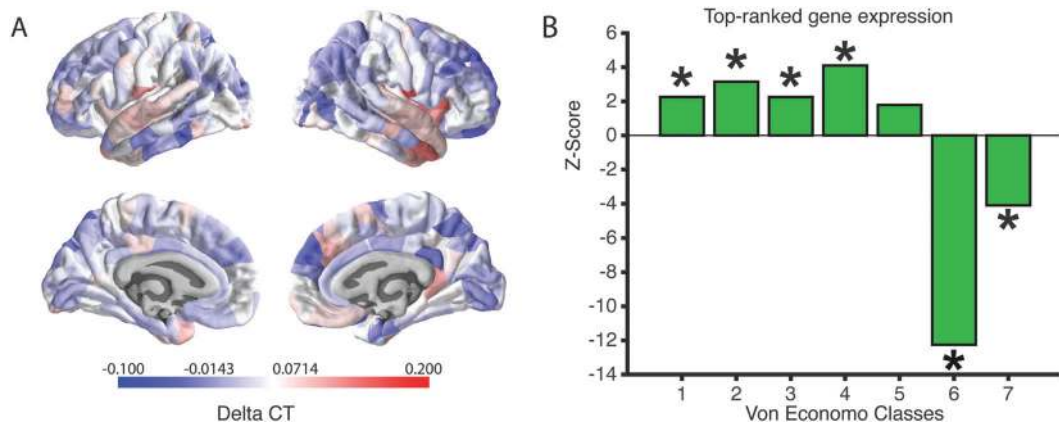 A
-0.100 -0.0143 0.0714 0.200
Delta CT
B
Top-ranked gene expression
6
4
2
0
-2
-4
-6
-8
-10
-12
-14
Z-Score
* * * * * *
1 2 3 4 5 6 7
Von Economo Classes